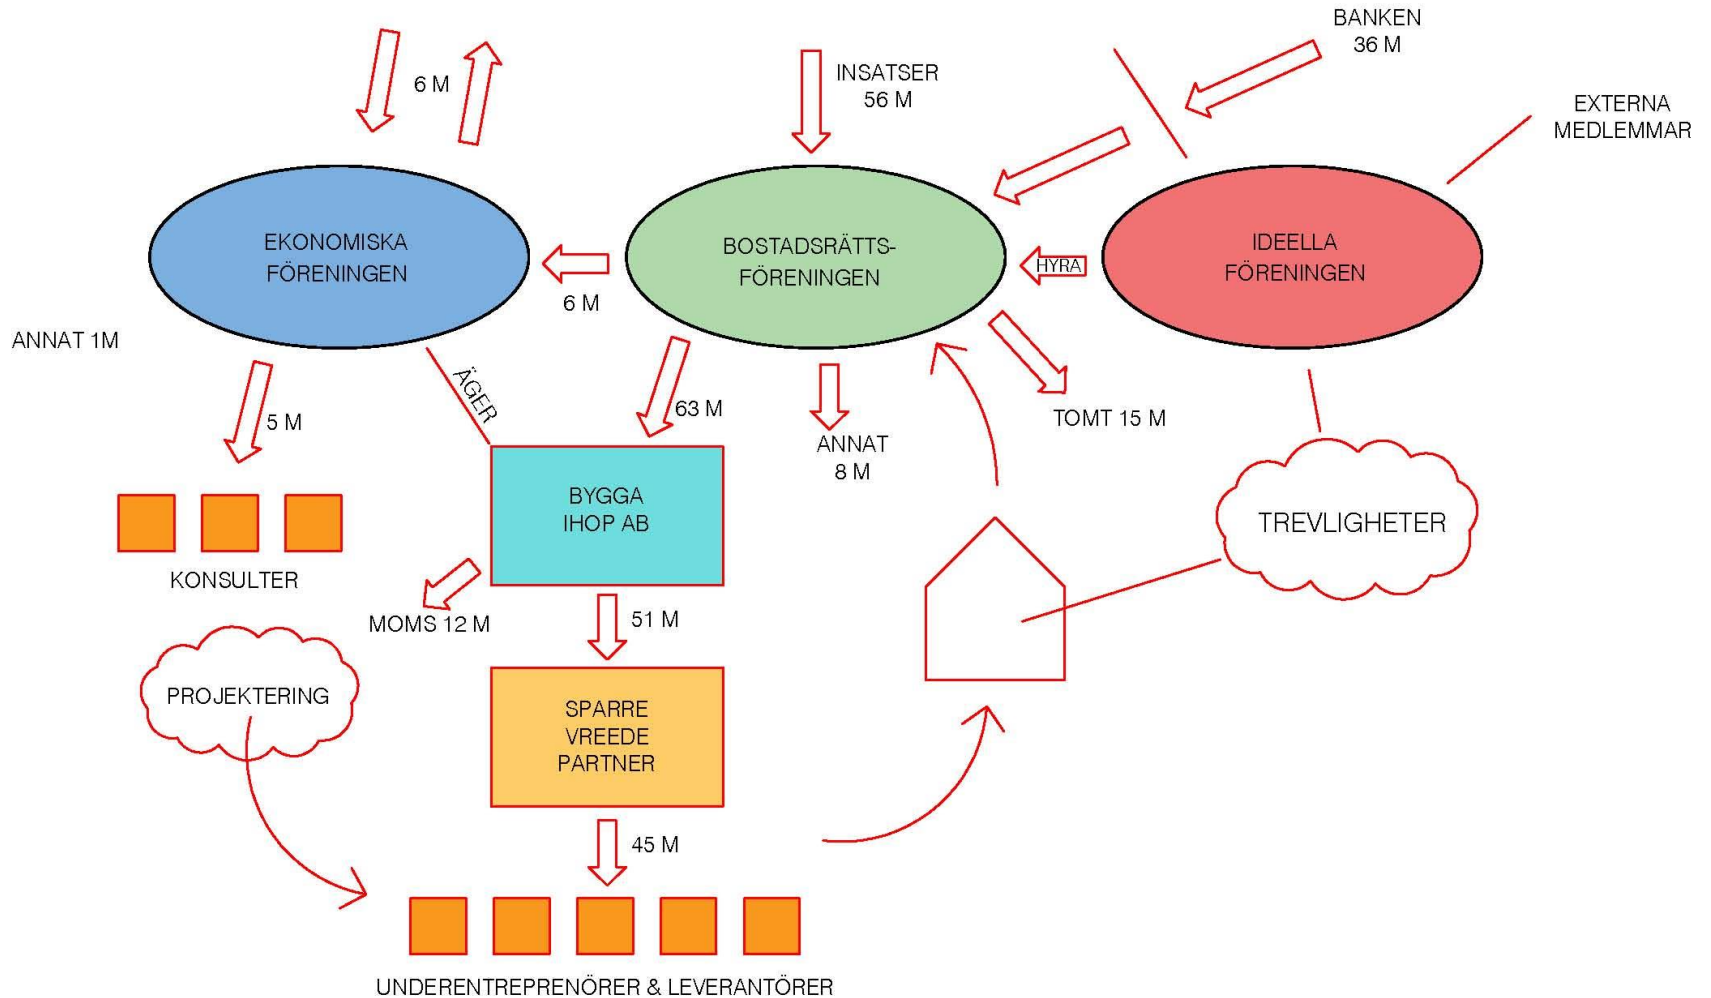 BANKEN
36 M
6 M
INSATSER
56 M
EXTERNA
MEDLEMMAR
EKONOMISKA
FÖRENINGEN
BOSTADSRÄTTS-
FÖRENINGEN
IDEELLA
FÖRENINGEN
HYRA
6 M
ANNAT 1M
ÄGER
5 M
63 M
ANNAT
8 M
TOMT 15 M
BYGGA
IHOP AB
TREVLIGHETER
KONSULTER
MOMS 12 M
51 M
PROJEKTERING
SPARRE
VREEDE
PARTNER
45 M
UNDERENTREPRENÖRER & LEVERANTÖRER